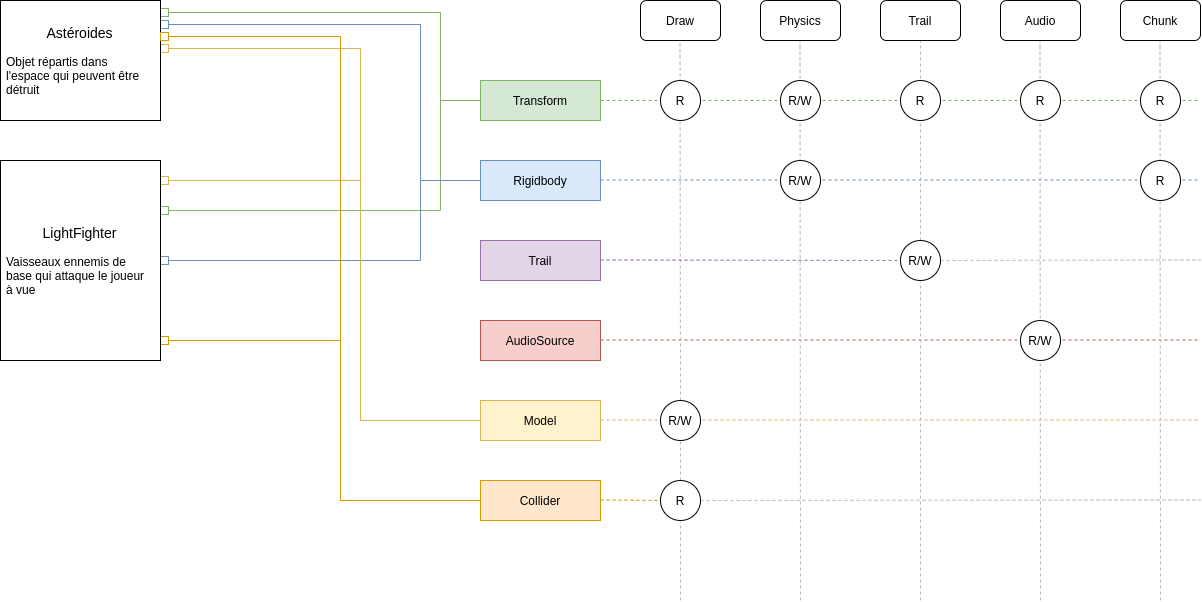 Astéroides
Objet répartis dans
l'espace qui peuvent être
détruit
LightFighter
Vaisseaux ennemis de
base qui attaque le joueur
à vue
Draw
Physics
Trail
Audio
Chunk
Transform
R
R/W
R
R
R
Rigidbody
R/W
R
Trail
R/W
AudioSource
R/W
Model
R/W
Collider
R